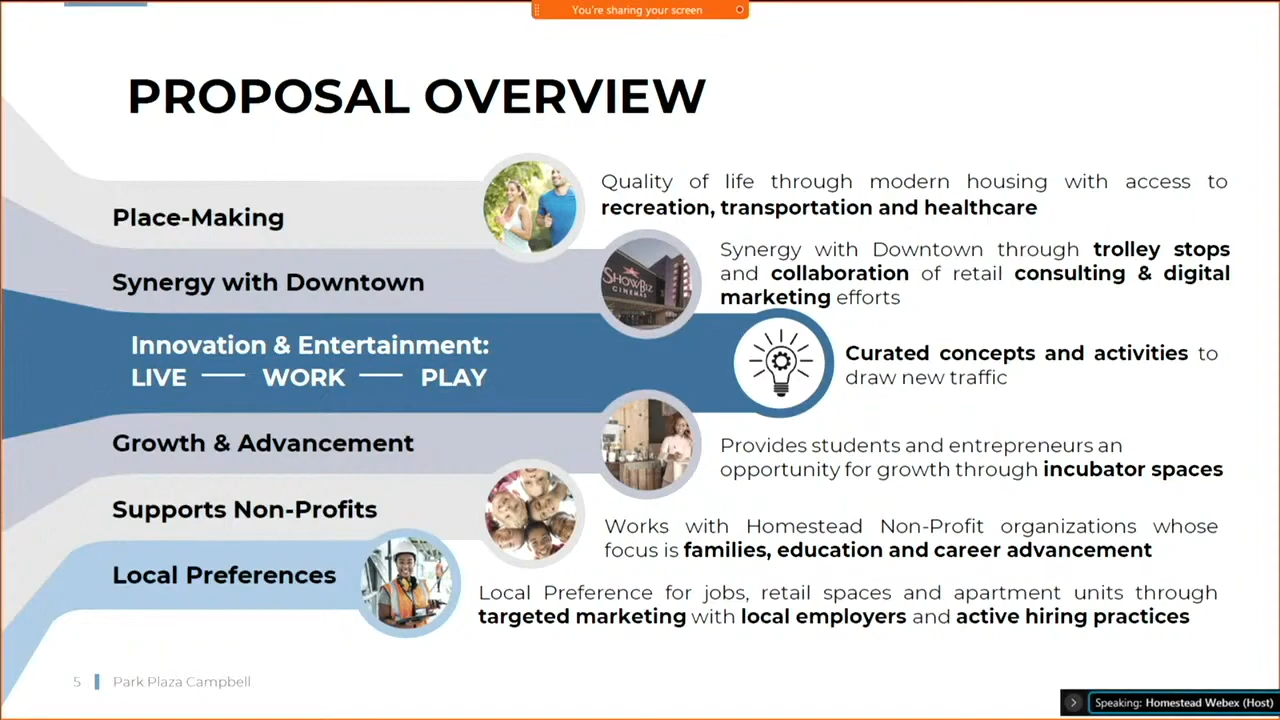 You're sharing your screen
PROPOSAL OVERVIEW
Place-Making
Quality of life through modern housing with access to
recreation, transportation and healthcare
Synergy with Downtown
SHOWBIZ
CINEMAS
Synergy with Downtown through trolley stops
and collaboration of retail consulting & digital
marketing efforts
Innovation & Entertainment:
LIVE — WORK — PLAY
Curated concepts and activities to
draw new traffic
Growth & Advancement
Provides students and entrepreneurs an
opportunity for growth through incubator spaces
Supports Non-Profits
Works with Homestead Non-Profit organizations whose
focus is families, education and career advancement
Local Preferences
Local Preference for jobs, retail spaces and apartment units through
targeted marketing with local employers and active hiring practices
5
Park Plaza Campbell
Speaking: Homestead Webex (Host)